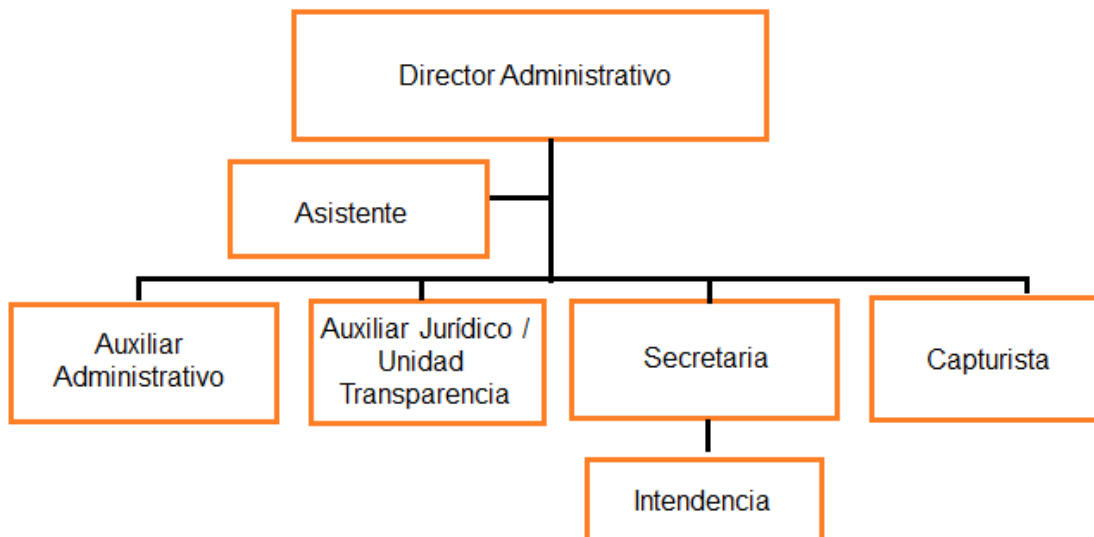 Director Administrativo
Asistente
Auxiliar
Administrativo
Auxiliar Jurídico /
Unidad
Transparencia
Secretaria
Capturista
Intendencia